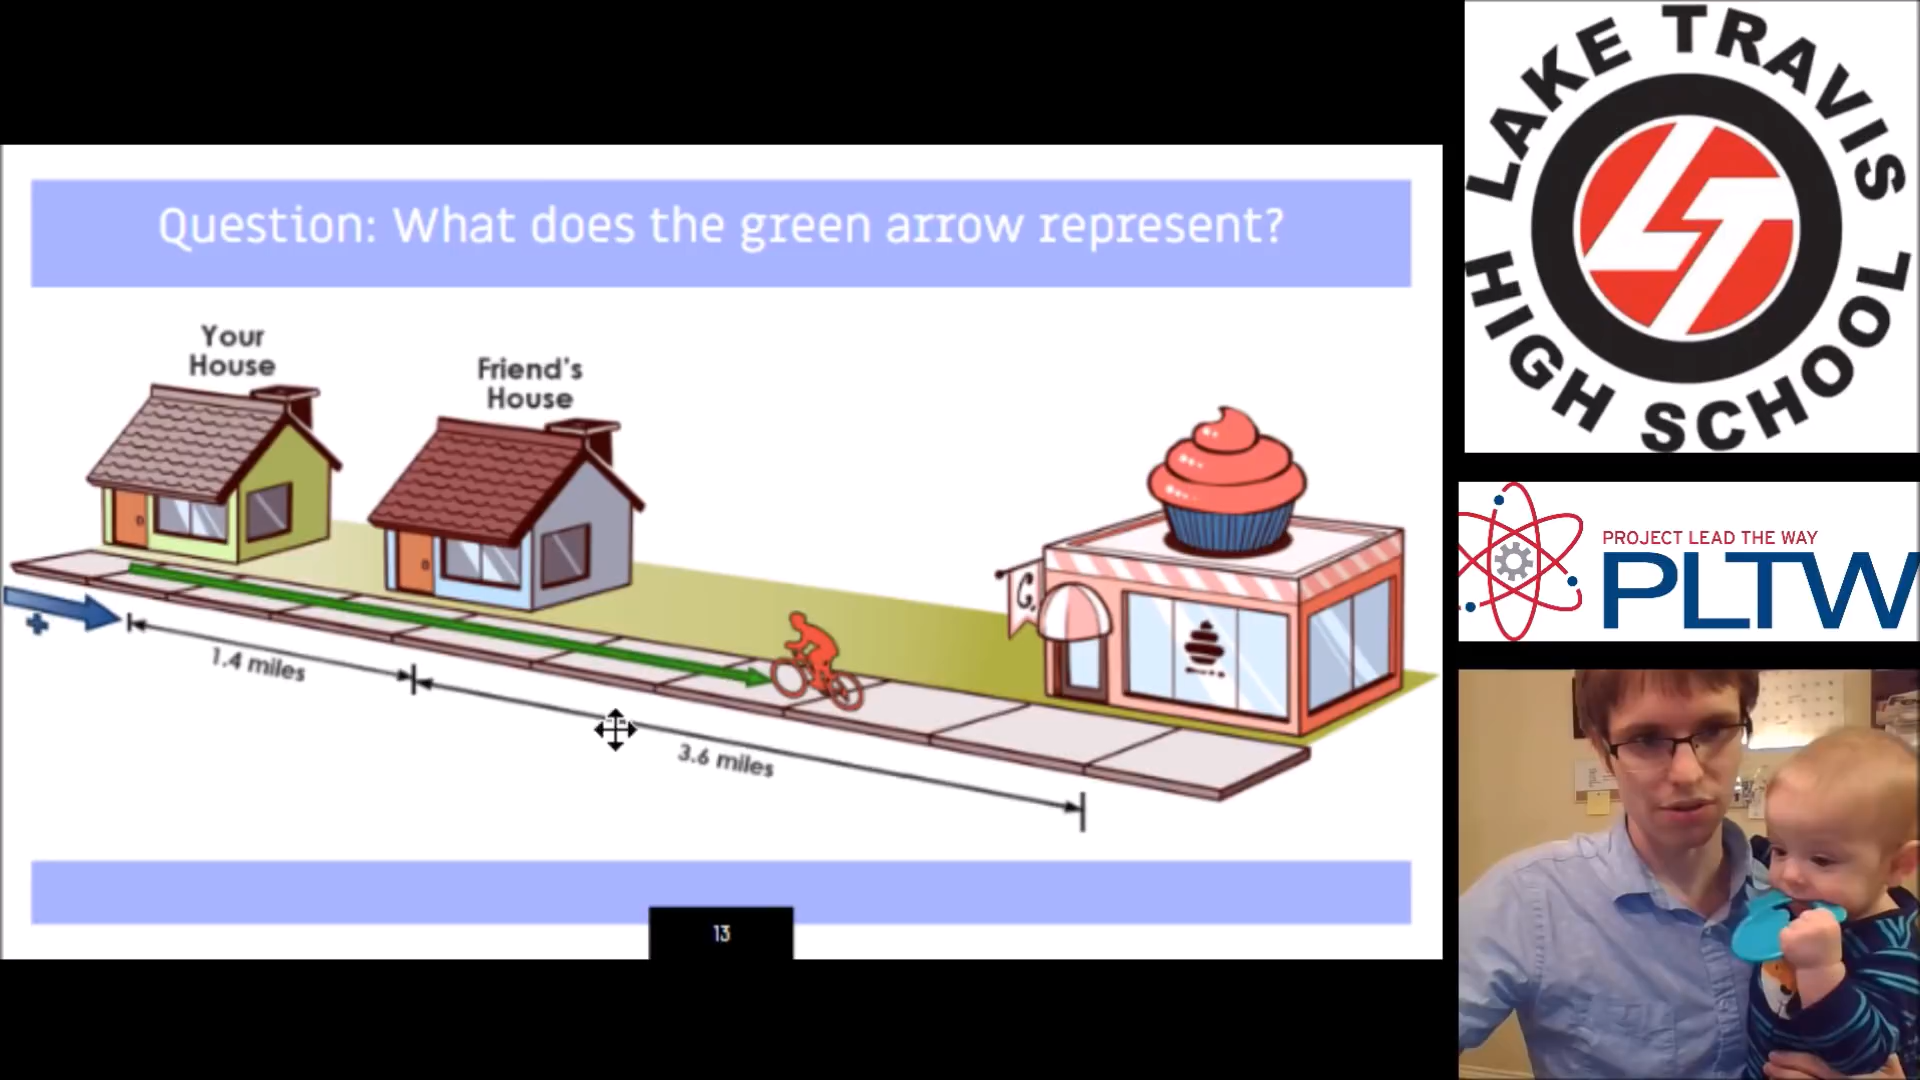 Question: What does the green arrow represent?
Your
House
Friend's
House
C.
+
1.4 miles
3.6 miles
13
LAKE TRAVIS
HIGH SCHOOL
LT
PROJECT LEAD THE WAY
PLTW